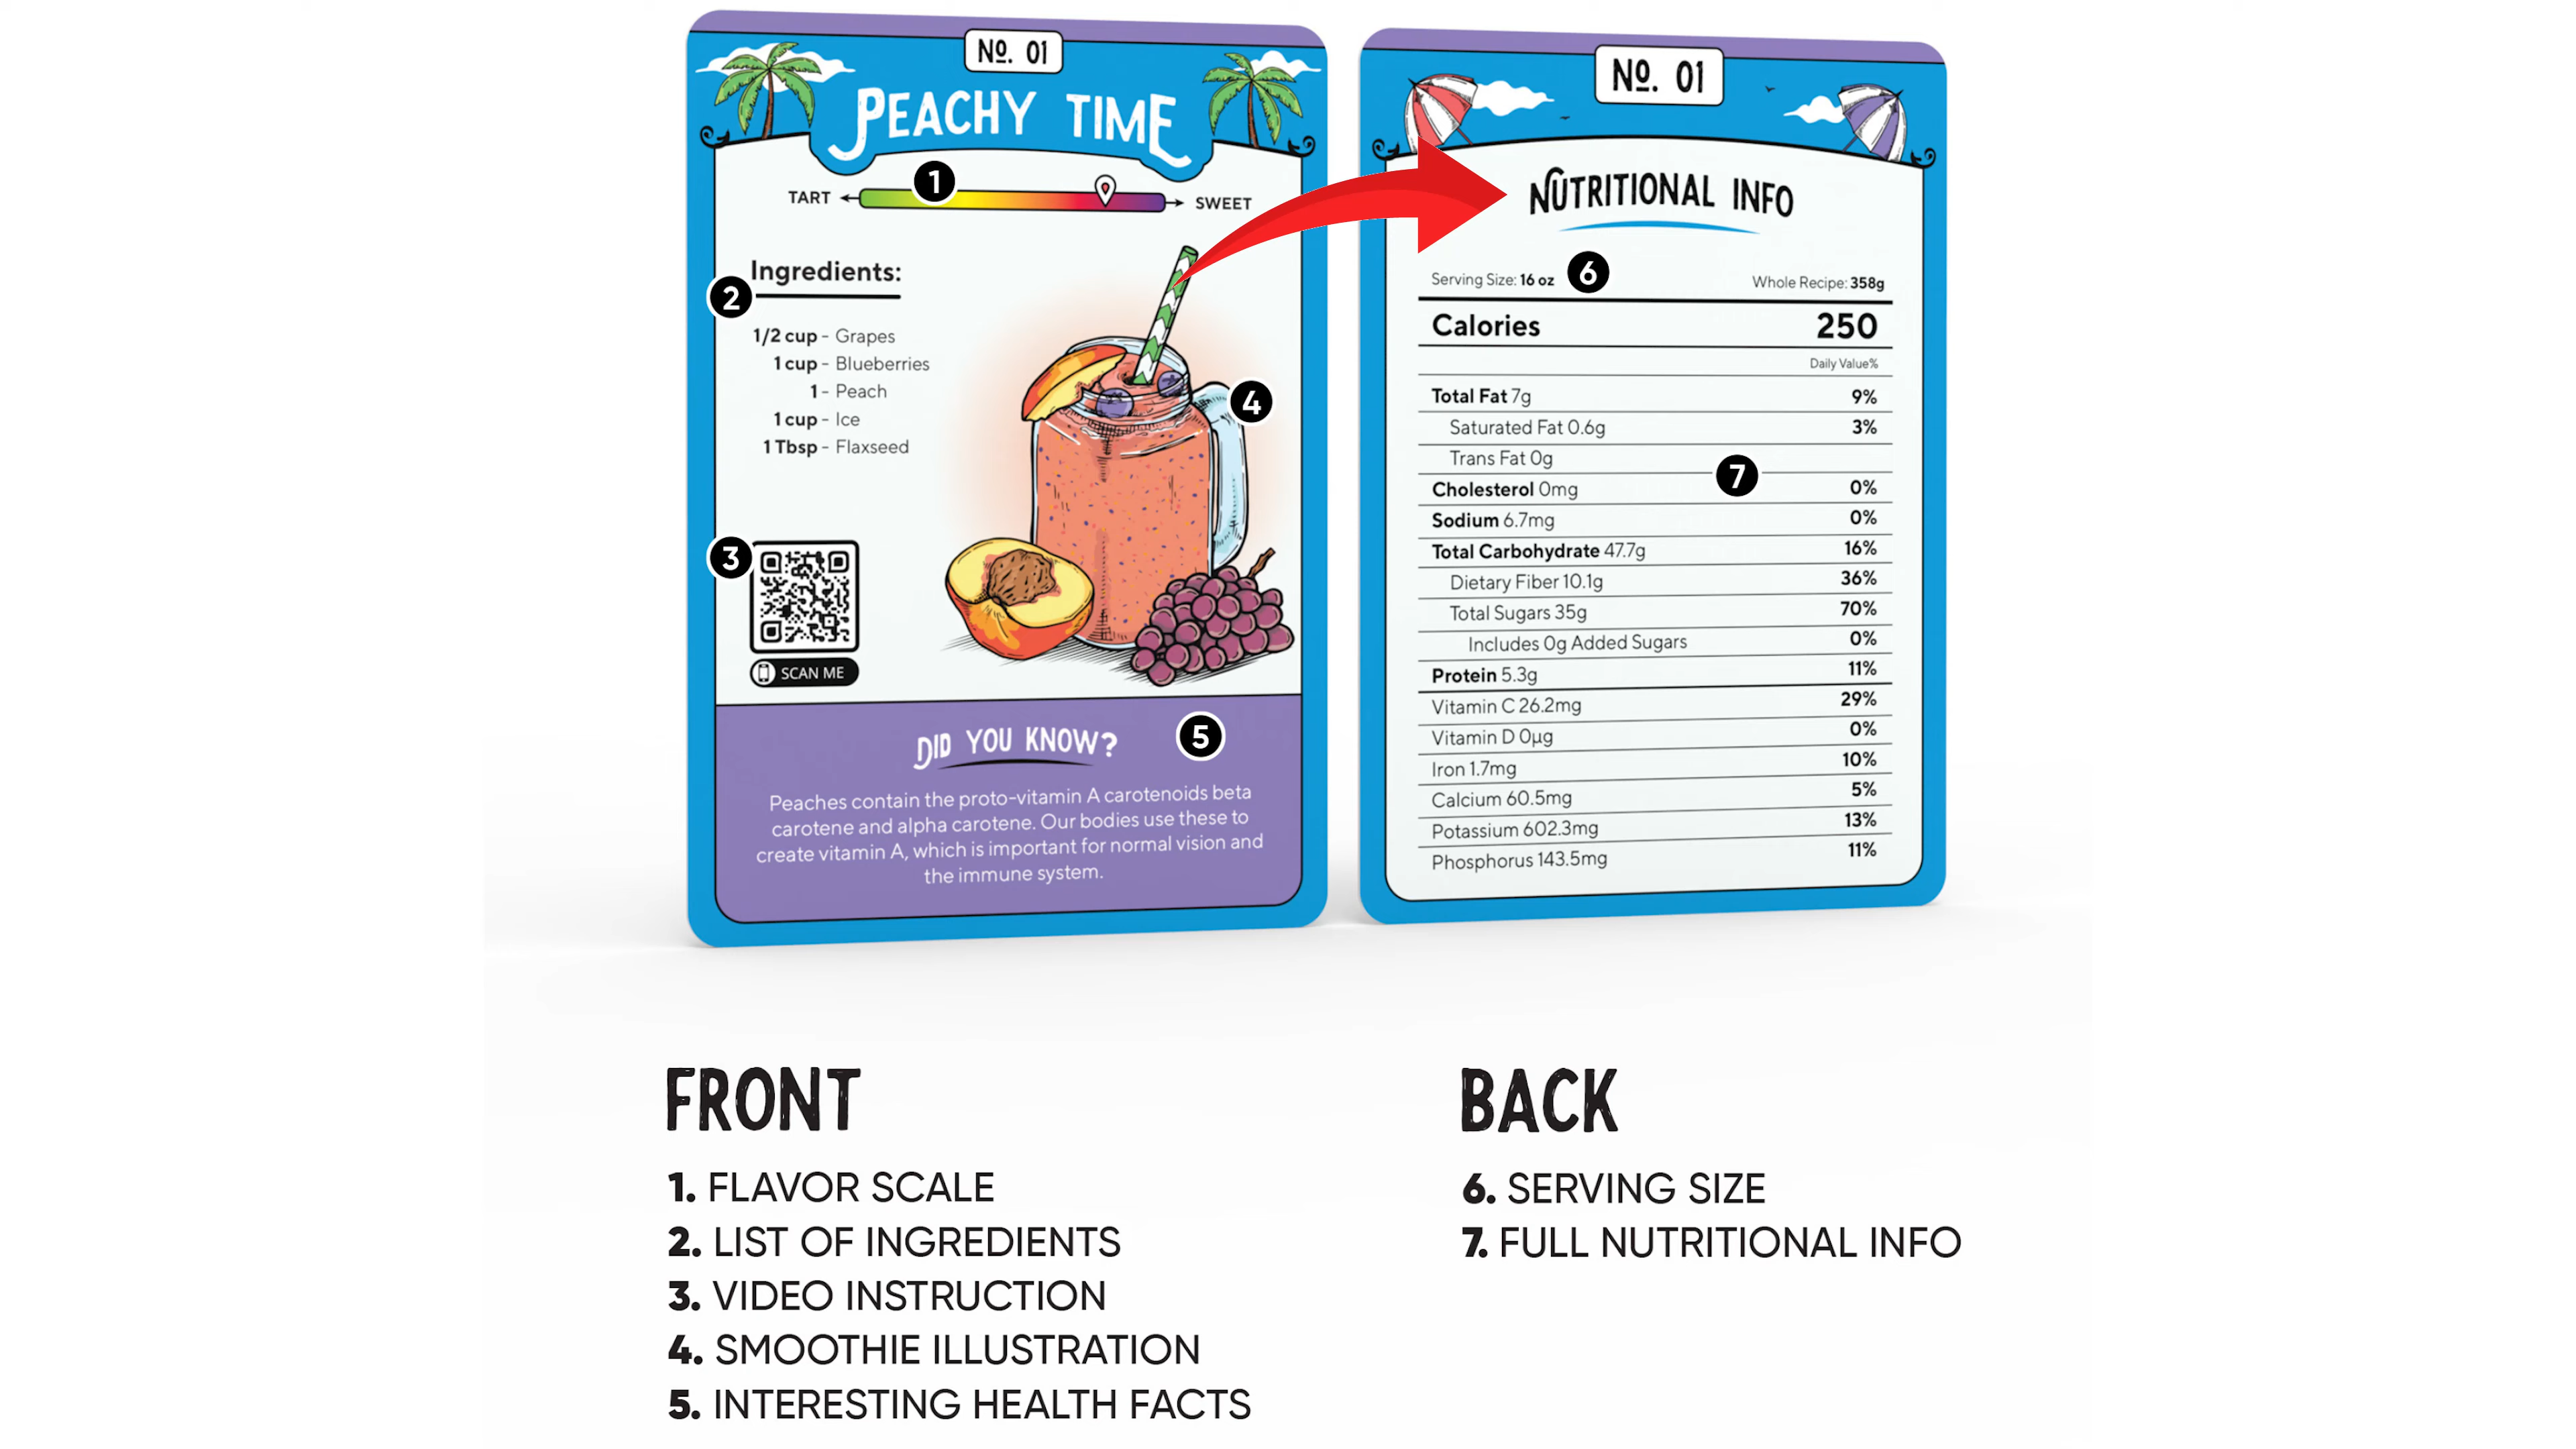 Nº. 01
PEACHY TIME
1
TART
SWEET
2
Ingredients:
1/2 cup - Grapes
1 cup - Blueberries
1 - Peach
1 cup - Ice
1 Tbsp - Flaxseed
4
3
SCAN ME
DID YOU KNOW?
5
Peaches contain the proto-vitamin A carotenoids beta
carotene and alpha carotene. Our bodies use these to
create vitamin A, which is important for normal vision and
the immune system.
Nº. 01
NUTRITIONAL INFO
Serving Size: 16 oz
6
Whole Recipe: 358g
Calories 250
Daily Value%
Total Fat 7g 9%
Saturated Fat 0.6g 3%
Trans Fat 0g
7
Cholesterol 0mg 0%
Sodium 6.7mg 0%
Total Carbohydrate 47.7g 16%
Dietary Fiber 10.1g 36%
Total Sugars 35g 70%
Includes 0g Added Sugars 0%
Protein 5.3g 11%
Vitamin C 26.2mg 29%
Vitamin D 0µg 0%
Iron 1.7mg 10%
Calcium 60.5mg 5%
Potassium 602.3mg 13%
Phosphorus 143.5mg 11%
FRONT
1. FLAVOR SCALE
2. LIST OF INGREDIENTS
3. VIDEO INSTRUCTION
4. SMOOTHIE ILLUSTRATION
5. INTERESTING HEALTH FACTS
BACK
6. SERVING SIZE
7. FULL NUTRITIONAL INFO